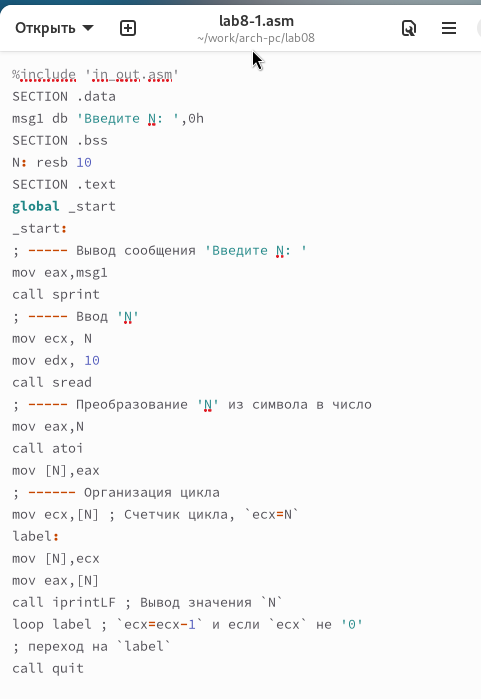 Открыть
lab8-1.asm
~/work/arch-pc/lab08
%include 'in_out.asm'
SECTION .data
msg1 db 'Введите N: ',0h
SECTION .bss
N: resb 10
SECTION .text
global _start
_start:
; ----- Вывод сообщения 'Введите N: '
mov eax,msg1
call sprint
; ----- Ввод 'N'
mov ecx, N
mov edx, 10
call sread
; ----- Преобразование 'N' из символа в число
mov eax,N
call atoi
mov [N],eax
; ------ Организация цикла
mov ecx,[N] ; Счетчик цикла, `ecx=N`
label:
mov [N],ecx
mov eax,[N]
call iprintLF ; Вывод значения `N`
loop label ; `ecx=ecx-1` и если `ecx` не '0'
; переход на `label`
call quit